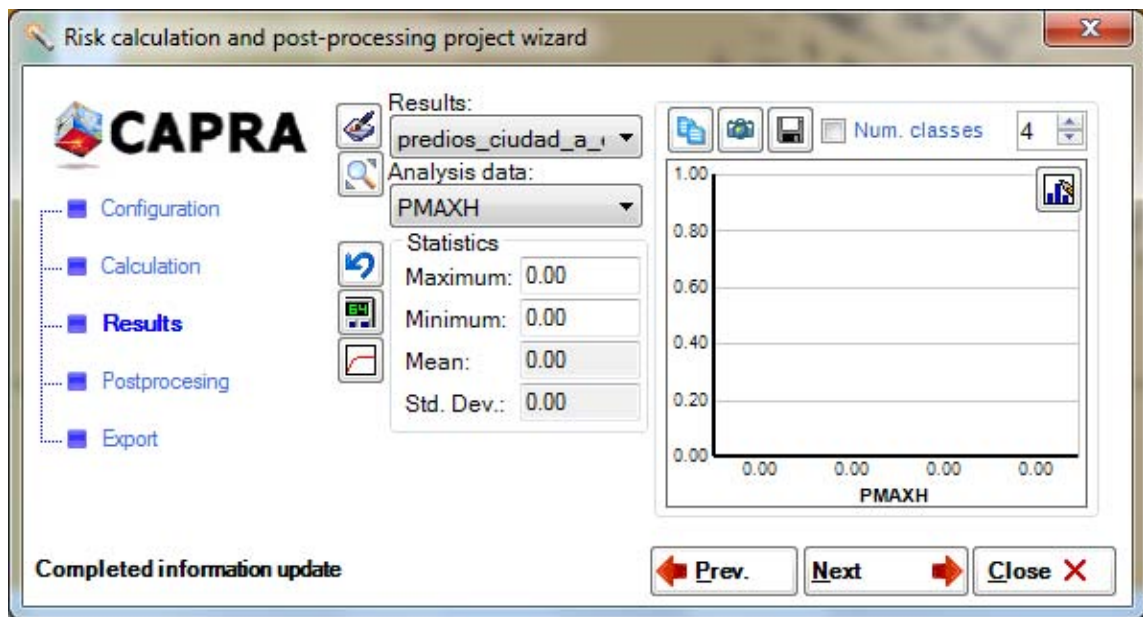 Risk calculation and post-processing project wizard
CAPRA
Configuration
Calculation
Results
Postprocesing
Export
Results:
predios_ciudad_a_
Analysis data:
PMAXH
Statistics
Maximum: 0.00
Minimum: 0.00
Mean: 0.00
Std. Dev.: 0.00
Num. classes 4
1.00
0.80
0.60
0.40
0.20
0.00
0.00 0.00 0.00 0.00
PMAXH
Completed information update
Prev. Next Close